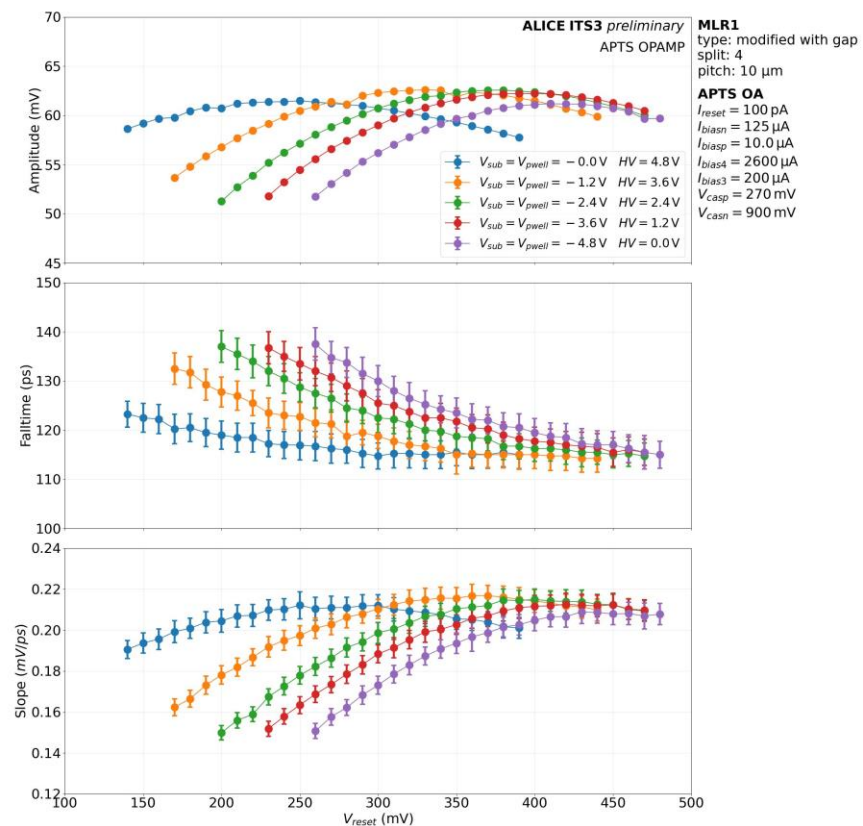 ALICE ITS3 preliminary
APTS OPAMP
MLR1
type: modified with gap
split: 4
pitch: 10 μm
APTS OA
I_reset = 100 pA
I_biasn = 125 μA
I_biasp = 10.0 μA
I_bias4 = 2600 μA
I_bias3 = 200 μA
V_casp = 270 mV
V_casn = 900 mV
Amplitude (mV)
70
65
60
55
50
45
V_sub = V_pwell = −0.0 V HV = 4.8 V
V_sub = V_pwell = −1.2 V HV = 3.6 V
V_sub = V_pwell = −2.4 V HV = 2.4 V
V_sub = V_pwell = −3.6 V HV = 1.2 V
V_sub = V_pwell = −4.8 V HV = 0.0 V
Falltime (ps)
150
140
130
120
110
100
Slope (mV/ps)
0.24
0.22
0.20
0.18
0.16
0.14
0.12
100 150 200 250 300 350 400 450 500
V_reset (mV)